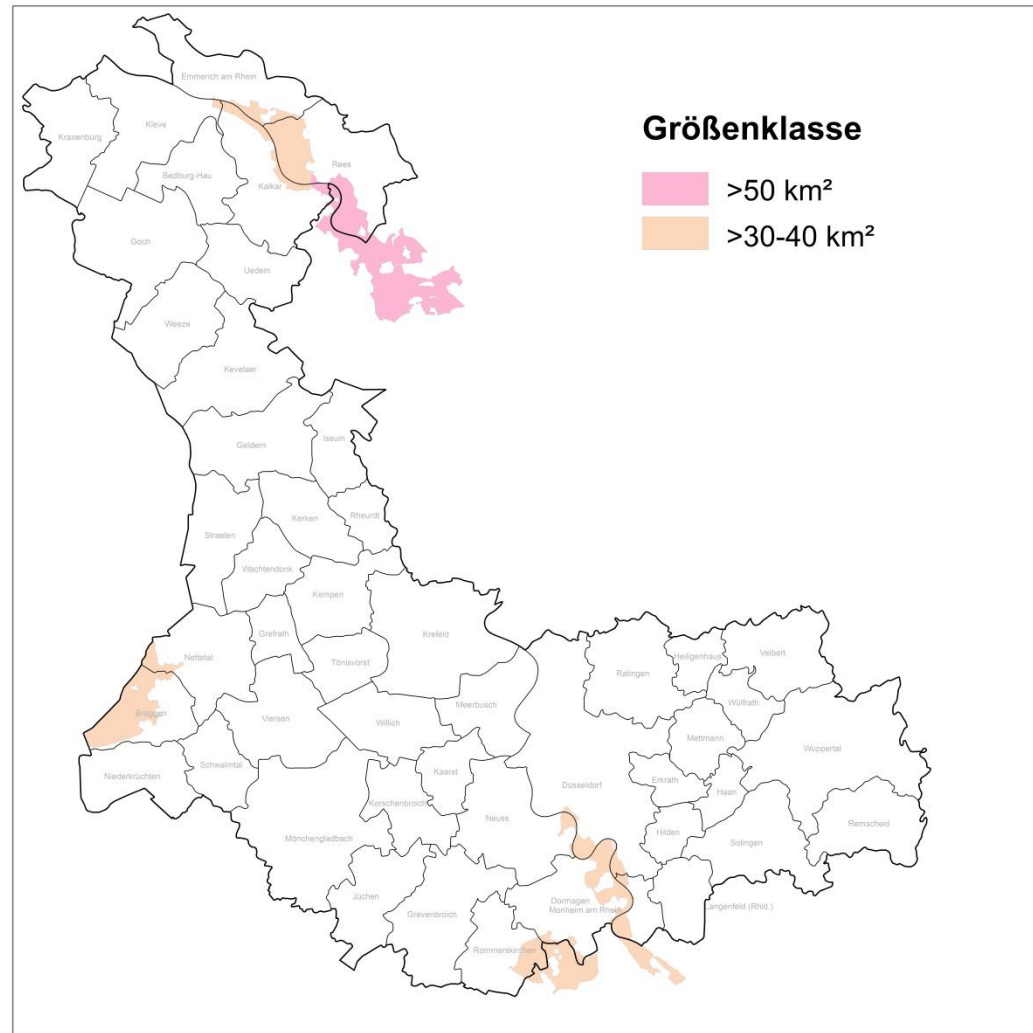 Emmerich am Rhein
Größenklasse
Kranenburg
Kleve
Bedburg-Hau
Rees
Kalkar
>50 km²
>30-40 km²
Goch
Uedem
Weeze
Kevelaer
Geldern
Issum
Straelen
Kerken
Rheurdt
Wachtendonk
Kempen
Grefrath
Krefeld
Nettetal
Tönisvorst
Ratingen
Heiligenhaus
Velbert
Brüggen
Viersen
Willich
Meerbusch
Wülfrath
Mettmann
Wuppertal
Niederkrüchten
Schwalmtal
Kaarst
Düsseldorf
Erkrath
Haan
Korschenbroich
Neuss
Mönchengladbach
Hilden
Solingen
Remscheid
Jüchen
Grevenbroich
Dormagen
Monheim am Rhein
Langenfeld (Rhld.)
Rommerskirchen